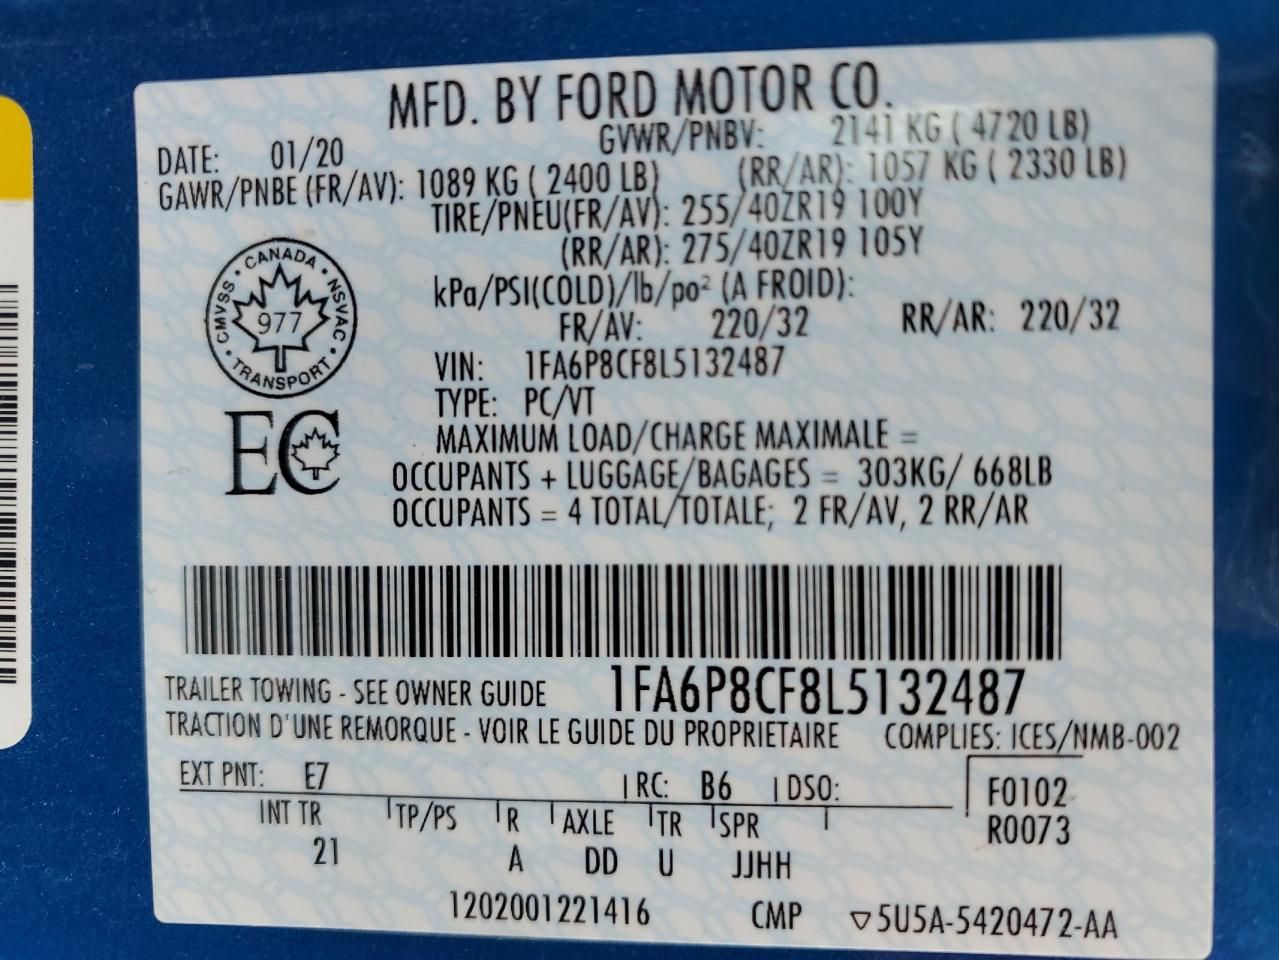 MFD. BY FORD MOTOR CO.
DATE: 01/20 GVWR/PNBV: 2141 KG ( 4720 LB)
GAWR/PNBE (FR/AV): 1089 KG ( 2400 LB) (RR/AR): 1057 KG ( 2330 LB)
TIRE/PNEU(FR/AV): 255/40ZR19 100Y
(RR/AR): 275/40ZR19 105Y
kPa/PSI(COLD)/lb/po² (A FROID):
FR/AV: 220/32 RR/AR: 220/32
VIN: 1FA6P8CF8L5132487
TYPE: PC/VT
MAXIMUM LOAD/CHARGE MAXIMALE =
OCCUPANTS + LUGGAGE/BAGAGES = 303KG/ 668LB
OCCUPANTS = 4 TOTAL/TOTALE; 2 FR/AV, 2 RR/AR
CMVSS · CANADA · NSVAC · TRANSPORT ·
977
EC
1FA6P8CF8L5132487
TRAILER TOWING - SEE OWNER GUIDE
TRACTION D'UNE REMORQUE - VOIR LE GUIDE DU PROPRIETAIRE COMPLIES: ICES/NMB-002
EXT PNT: E7 RC: B6 DSO: F0102
INT TR TP/PS R AXLE TR SPR R0073
21 A DD U JJHH
1202001221416 CMP ▽5U5A-5420472-AA